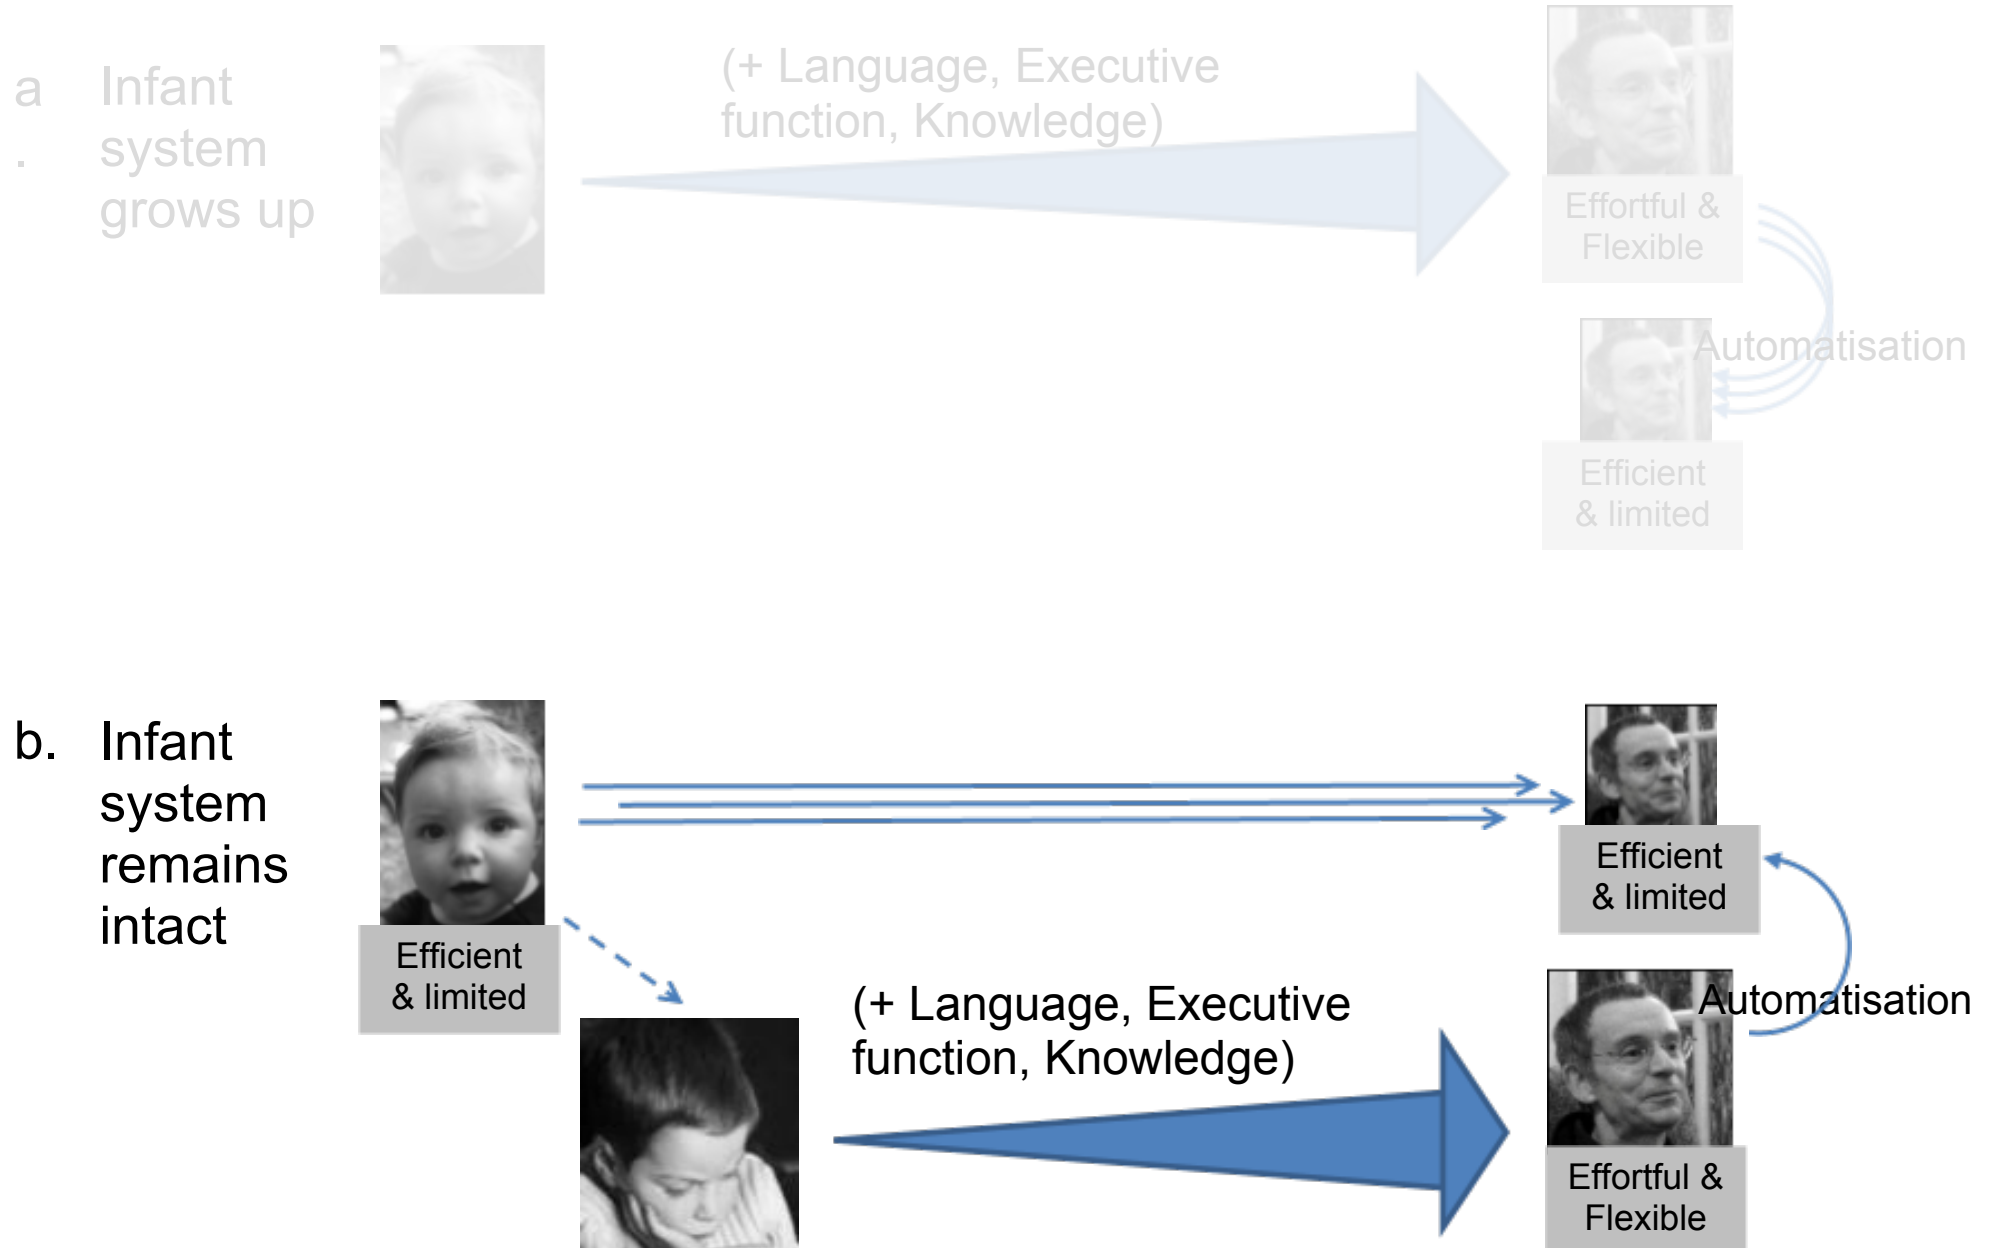 a Infant
. system
grows up
(+ Language, Executive
function, Knowledge)
Effortful &
Flexible
Automatisation
Efficient
& limited
b. Infant
system
remains
intact
Efficient
& limited
(+ Language, Executive
function, Knowledge)
Efficient
& limited
Automatisation
Effortful &
Flexible